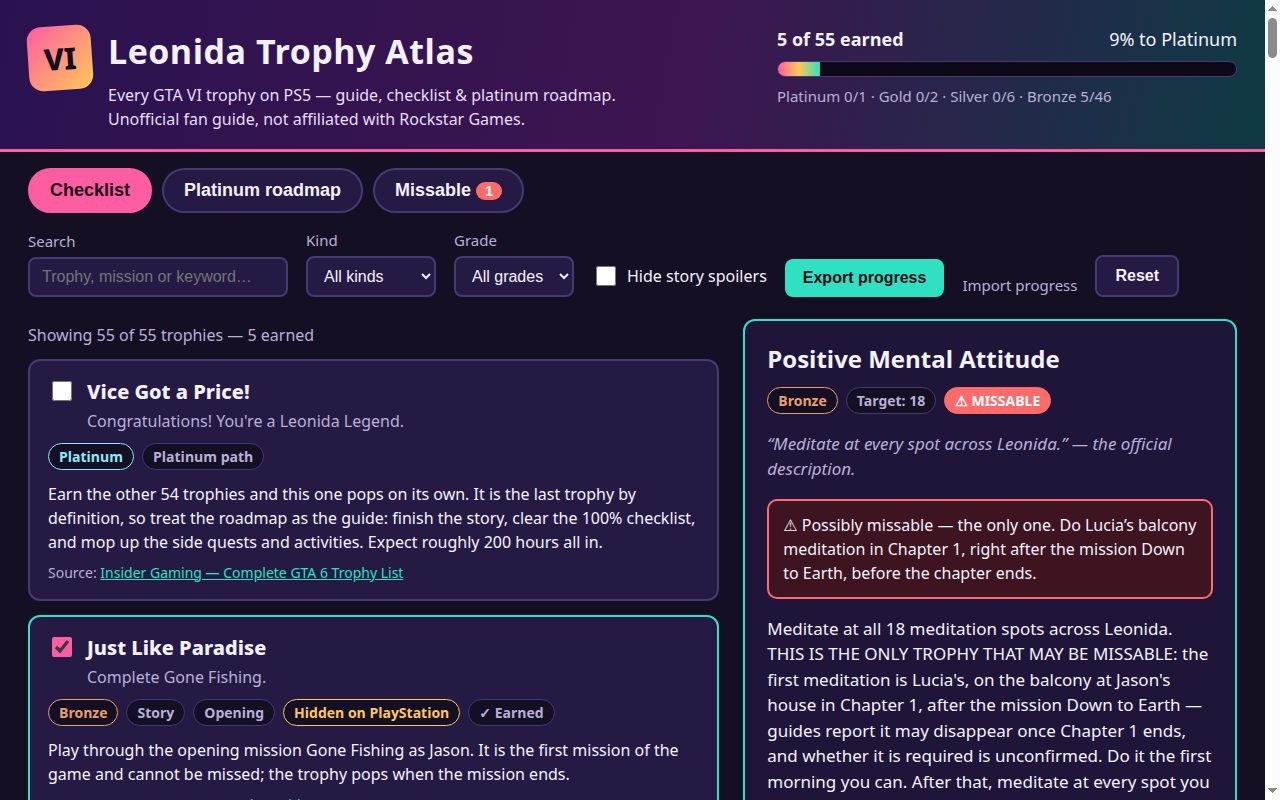 VI
Leonida Trophy Atlas
Every GTA VI trophy on PS5 — guide, checklist & platinum roadmap.
Unofficial fan guide, not affiliated with Rockstar Games.
5 of 55 earned
9% to Platinum
Platinum 0/1 · Gold 0/2 · Silver 0/6 · Bronze 5/46
Checklist
Platinum roadmap
Missable 1
Search
Trophy, mission or keyword…
Kind
All kinds
Grade
All grades
Hide story spoilers
Export progress
Import progress
Reset
Showing 55 of 55 trophies — 5 earned
Vice Got a Price!
Congratulations! You're a Leonida Legend.
Platinum
Platinum path
Earn the other 54 trophies and this one pops on its own. It is the last trophy by
definition, so treat the roadmap as the guide: finish the story, clear the 100% checklist,
and mop up the side quests and activities. Expect roughly 200 hours all in.
Source: Insider Gaming — Complete GTA 6 Trophy List
Just Like Paradise
Complete Gone Fishing.
Bronze
Story
Opening
Hidden on PlayStation
✓ Earned
Play through the opening mission Gone Fishing as Jason. It is the first mission of the
game and cannot be missed; the trophy pops when the mission ends.
Positive Mental Attitude
Bronze
Target: 18
⚠ MISSABLE
“Meditate at every spot across Leonida.” — the official
description.
⚠ Possibly missable — the only one. Do Lucia’s balcony
meditation in Chapter 1, right after the mission Down
to Earth, before the chapter ends.
Meditate at all 18 meditation spots across Leonida.
THIS IS THE ONLY TROPHY THAT MAY BE MISSABLE: the
first meditation is Lucia's, on the balcony at Jason's
house in Chapter 1, after the mission Down to Earth —
guides report it may disappear once Chapter 1 ends,
and whether it is required is unconfirmed. Do it the first
morning you can. After that, meditate at every spot you